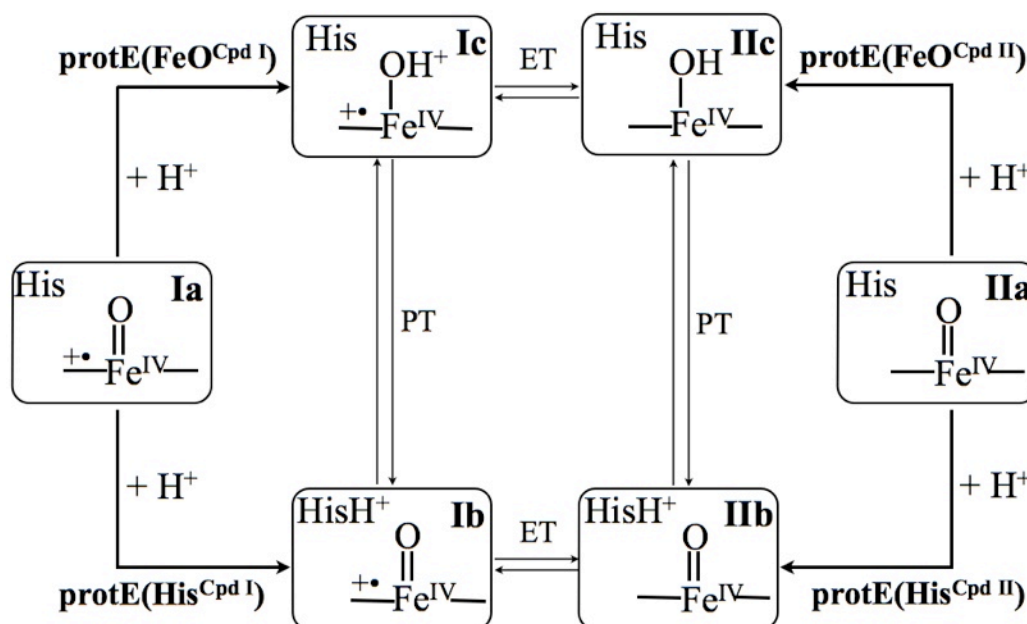 His Ic
OH⁺
+•
Feᴵⱽ
ET
His IIc
OH
Feᴵⱽ
protE(FeO^Cpd I)
protE(FeO^Cpd II)
+ H⁺
+ H⁺
His Ia
O
+•
Feᴵⱽ
PT
PT
His IIa
O
Feᴵⱽ
+ H⁺
+ H⁺
HisH⁺ Ib
O
+•
Feᴵⱽ
ET
HisH⁺ IIb
O
Feᴵⱽ
protE(His^Cpd I)
protE(His^Cpd II)